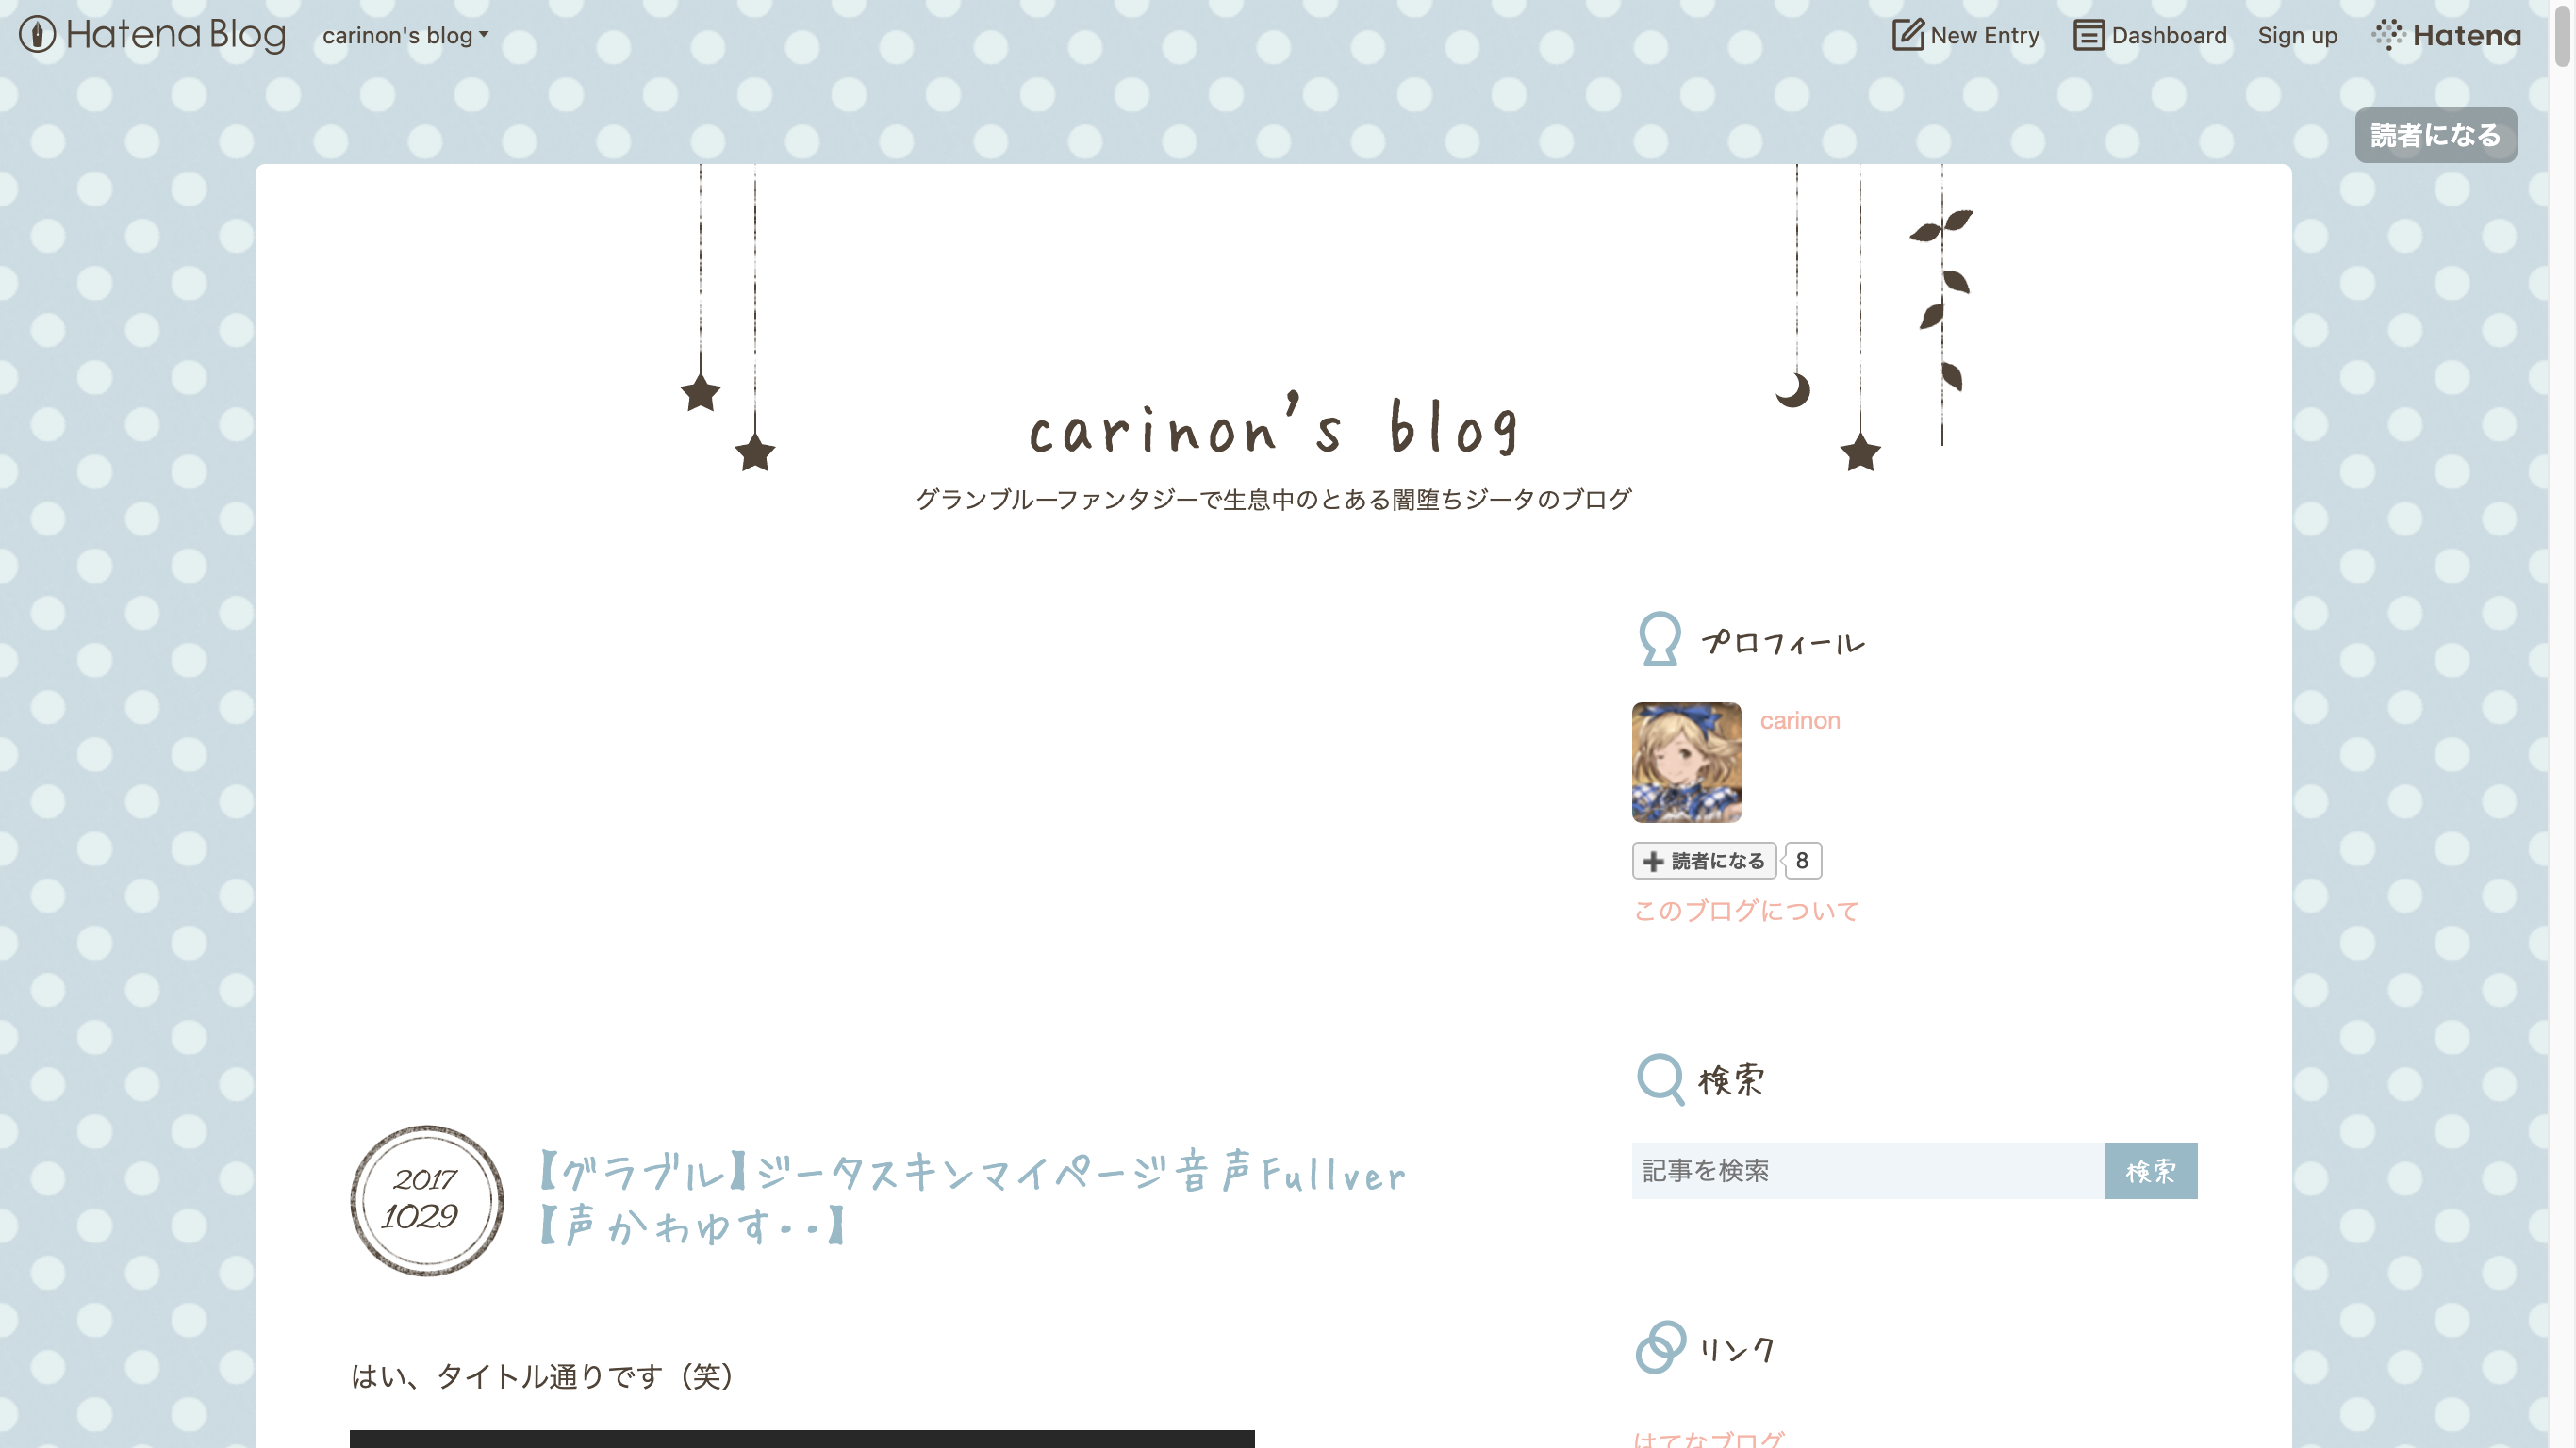 Hatena Blog
carinon's blog
New Entry
Dashboard
Sign up
Hatena
読者になる
carinon's blog
グランブルーファンタジーで生息中のとある闇堕ちジータのブログ
プロフィール
carinon
読者になる
8
このブログについて
検索
記事を検索
検索
リンク
はてなブログ
2017
1029
【グラブル】ジータスキンマイページ音声Fullver
【声かわゆす・・】
はい、タイトル通りです（笑）